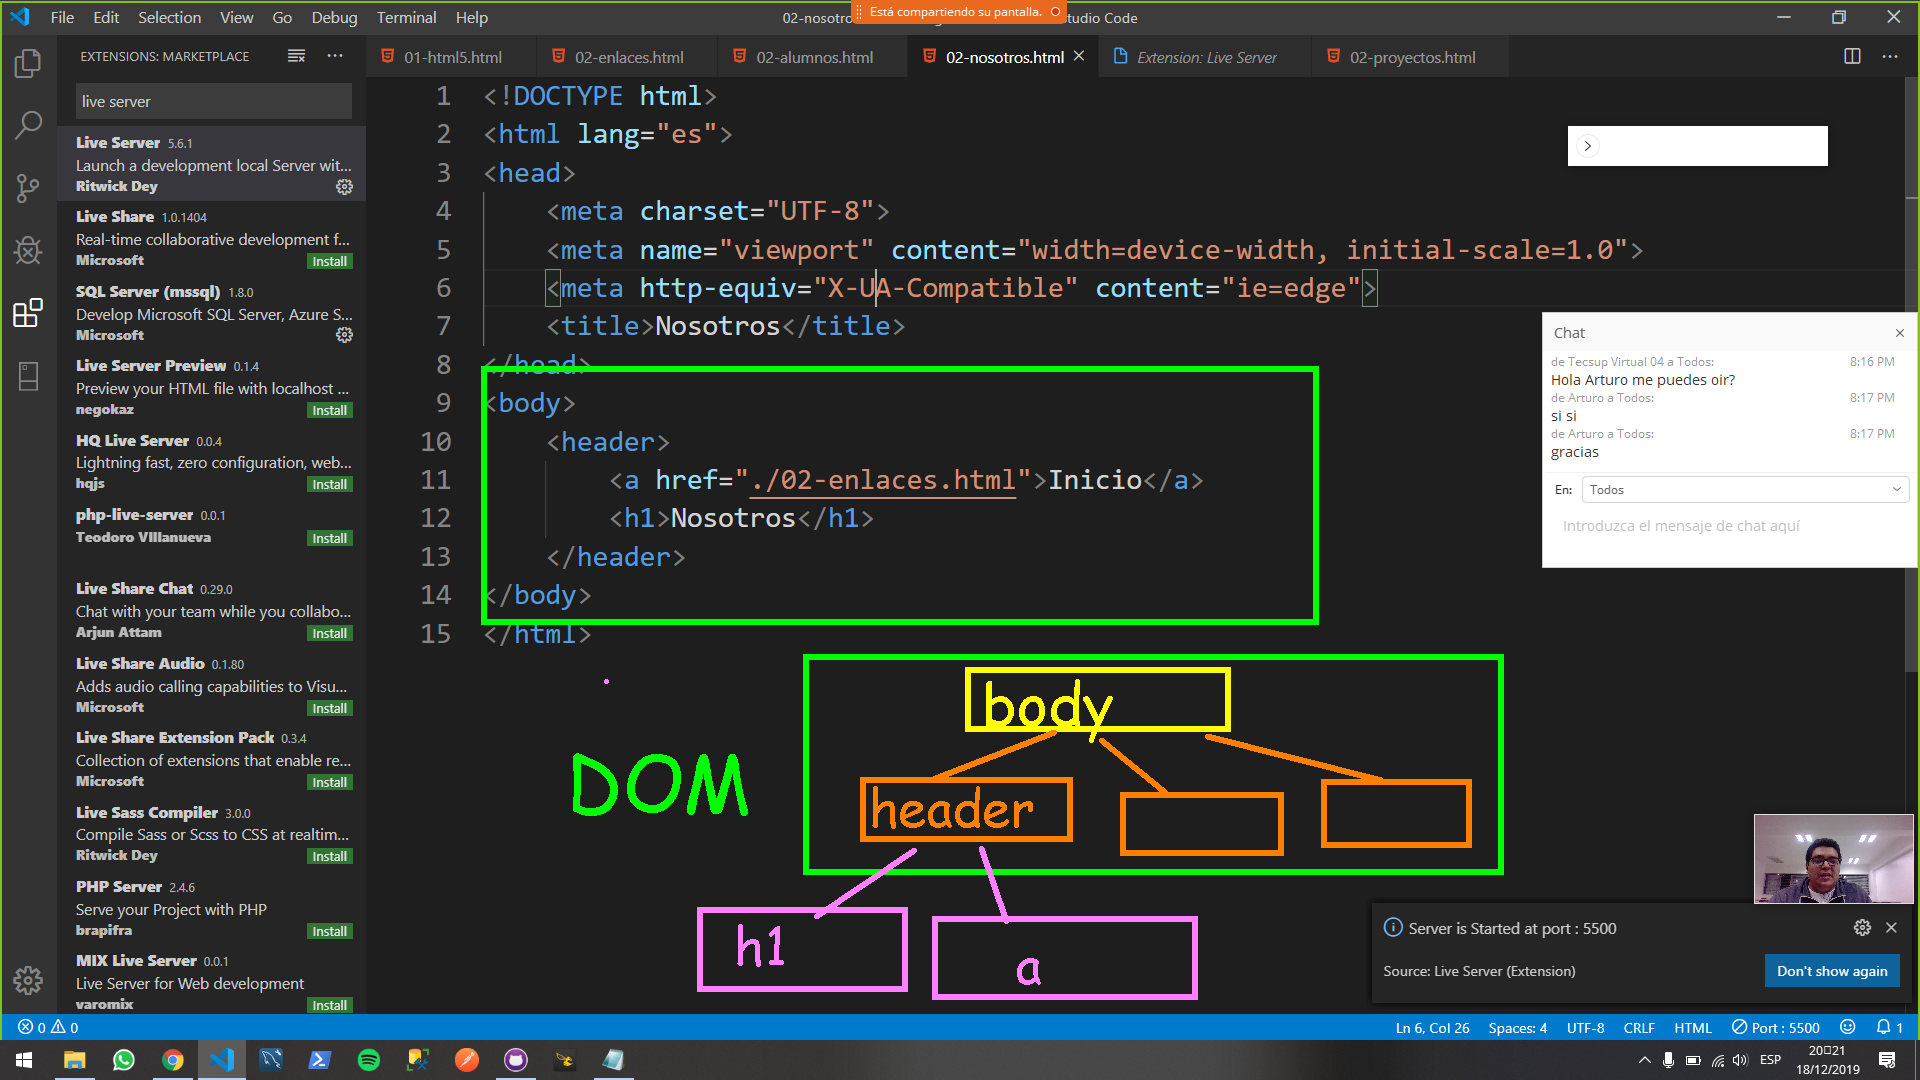 File Edit Selection View Go Debug Terminal Help
Está compartiendo su pantalla.
EXTENSIONS: MARKETPLACE
live server
Live Server 5.6.1
Launch a development local Server wit...
Ritwick Dey
Live Share 1.0.1404
Real-time collaborative development f...
Microsoft Install
SQL Server (mssql) 1.8.0
Develop Microsoft SQL Server, Azure S...
Microsoft
Live Server Preview 0.1.4
Preview your HTML file with localhost ...
negokaz Install
HQ Live Server 0.0.4
Lightning fast, zero configuration, web...
hqjs Install
php-live-server 0.0.1
Teodoro VIllanueva Install
Live Share Chat 0.29.0
Chat with your team while you collabo...
Arjun Attam Install
Live Share Audio 0.1.80
Adds audio calling capabilities to Visu...
Microsoft Install
Live Share Extension Pack 0.3.4
Collection of extensions that enable re...
Microsoft Install
Live Sass Compiler 3.0.0
Compile Sass or Scss to CSS at realtim...
Ritwick Dey Install
PHP Server 2.4.6
Serve your Project with PHP
brapifra Install
MIX Live Server 0.0.1
Live Server for Web development
varomix Install
01-html5.html 02-enlaces.html 02-alumnos.html 02-nosotros.html Extension: Live Server 02-proyectos.html
1 <!DOCTYPE html>
2 <html lang="es">
3 <head>
4 <meta charset="UTF-8">
5 <meta name="viewport" content="width=device-width, initial-scale=1.0">
6 <meta http-equiv="X-UA-Compatible" content="ie=edge">
7 <title>Nosotros</title>
8 </head>
9 <body>
10 <header>
11 <a href="./02-enlaces.html">Inicio</a>
12 <h1>Nosotros</h1>
13 </header>
14 </body>
15 </html>
DOM
body
header
h1
a
Chat
de Tecsup Virtual 04 a Todos: 8:16 PM
Hola Arturo me puedes oir?
de Arturo a Todos: 8:17 PM
si si
de Arturo a Todos: 8:17 PM
gracias
En: Todos
Introduzca el mensaje de chat aquí
Server is Started at port : 5500
Source: Live Server (Extension) Don't show again
0 0
Ln 6, Col 26 Spaces: 4 UTF-8 CRLF HTML Port : 5500 1
ESP
20 21
18/12/2019